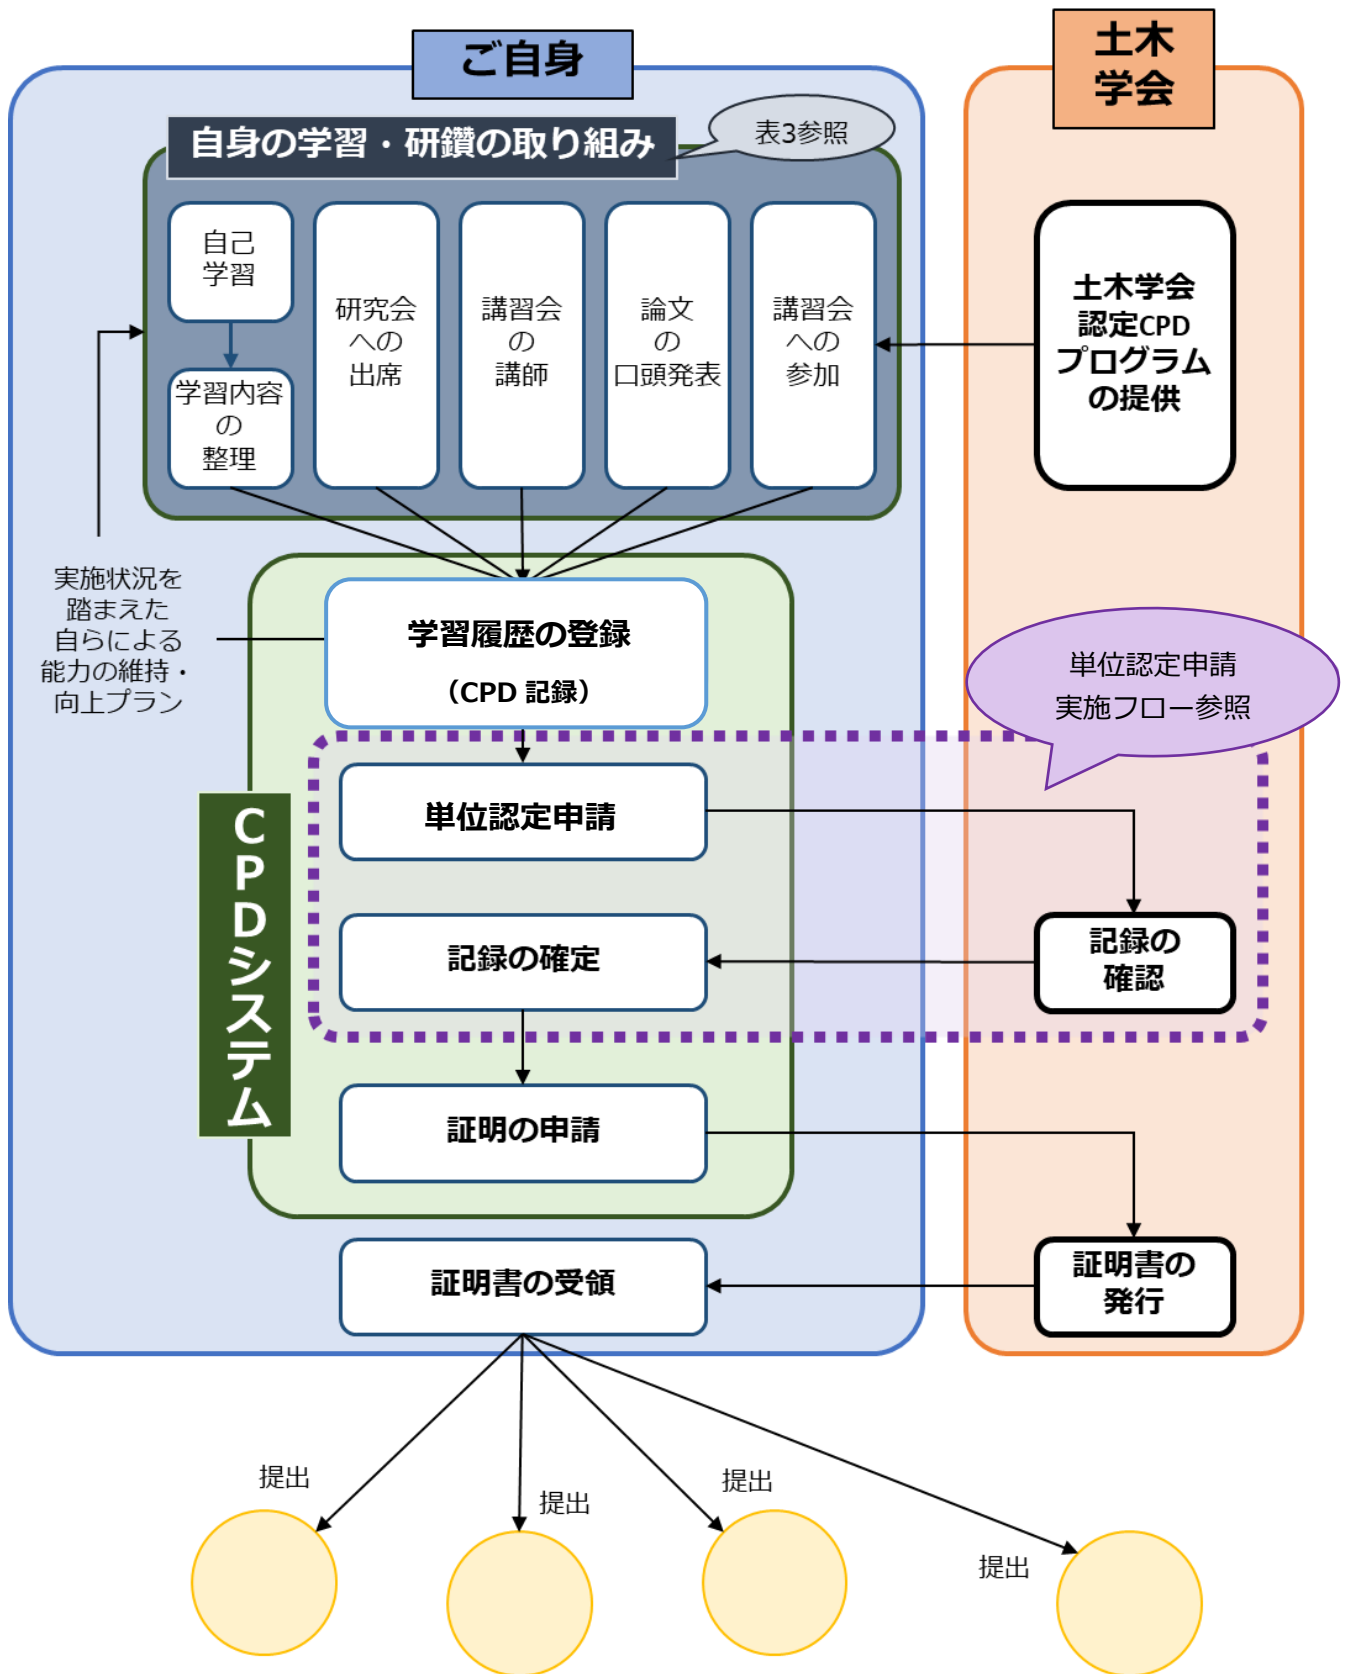 ご自身
土木
学会
自身の学習・研鑽の取り組み
表3参照
自己
学習
学習内容
の
整理
研究会
への
出席
講習会
の
講師
論文
の
口頭発表
講習会
への
参加
土木学会
認定CPD
プログラム
の提供
実施状況を
踏まえた
自らによる
能力の維持・
向上プラン
学習履歴の登録
（CPD 記録）
単位認定申請
実施フロー参照
CPDシステム
単位認定申請
記録の確定
記録の
確認
証明の申請
証明書の受領
証明書の
発行
提出
提出
提出
提出